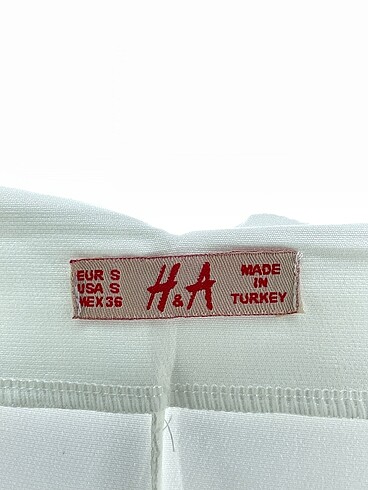 EUR S
USA S
MEX 36
H&A
MADE
IN
TURKEY